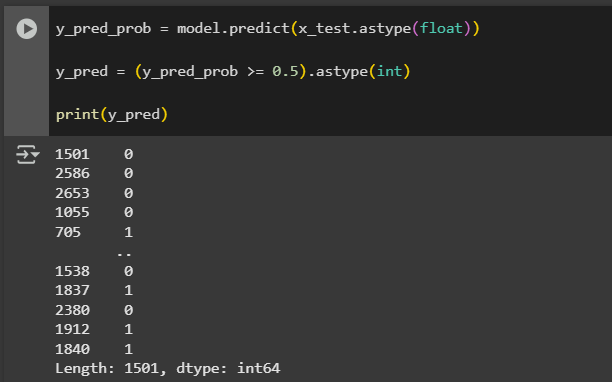 y_pred_prob = model.predict(x_test.astype(float))
y_pred = (y_pred_prob >= 0.5).astype(int)
print(y_pred)
1501    0
2586    0
2653    0
1055    0
705     1
       ..
1538    0
1837    1
2380    0
1912    1
1840    1
Length: 1501, dtype: int64